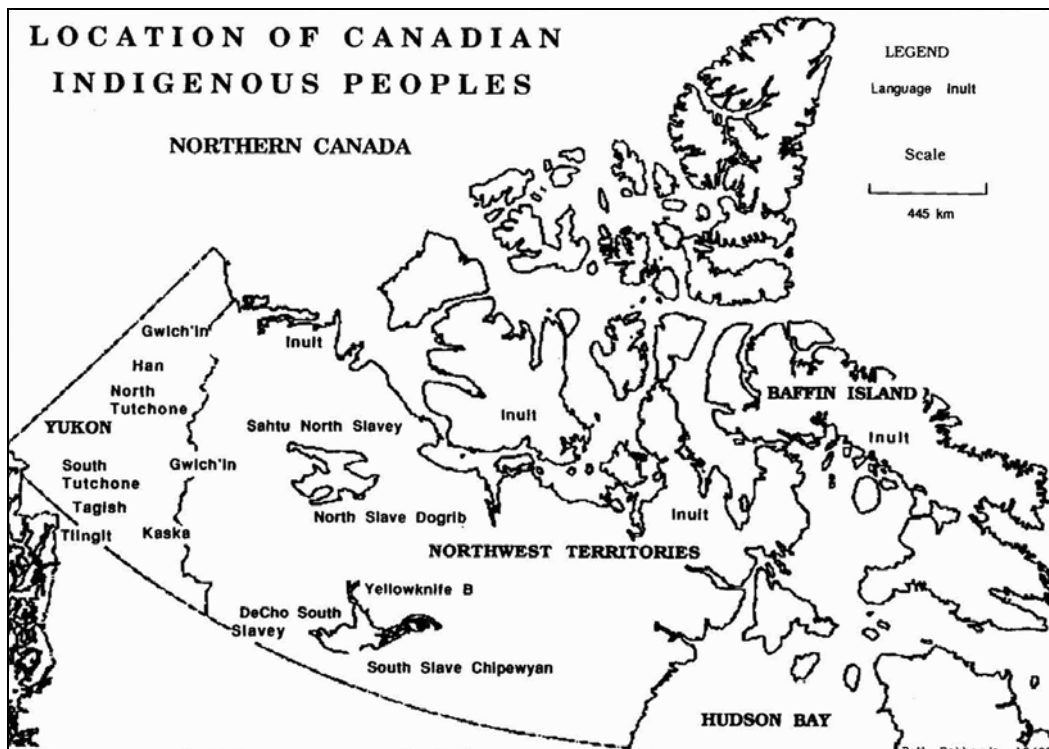 LOCATION OF CANADIAN
INDIGENOUS PEOPLES
NORTHERN CANADA
LEGEND
Language Inuit
Scale
445 km
Gwich'in
Inuit
Han
North
Tutchone
BAFFIN ISLAND
YUKON
Sahtu North Slavey
Inuit
Inuit
South
Tutchone
Gwich'in
Tagish
North Slave Dogrib
Inuit
Tlingit
Kaska
NORTHWEST TERRITORIES
Yellowknife B
DeCho South
Slavey
South Slave Chipewyan
HUDSON BAY